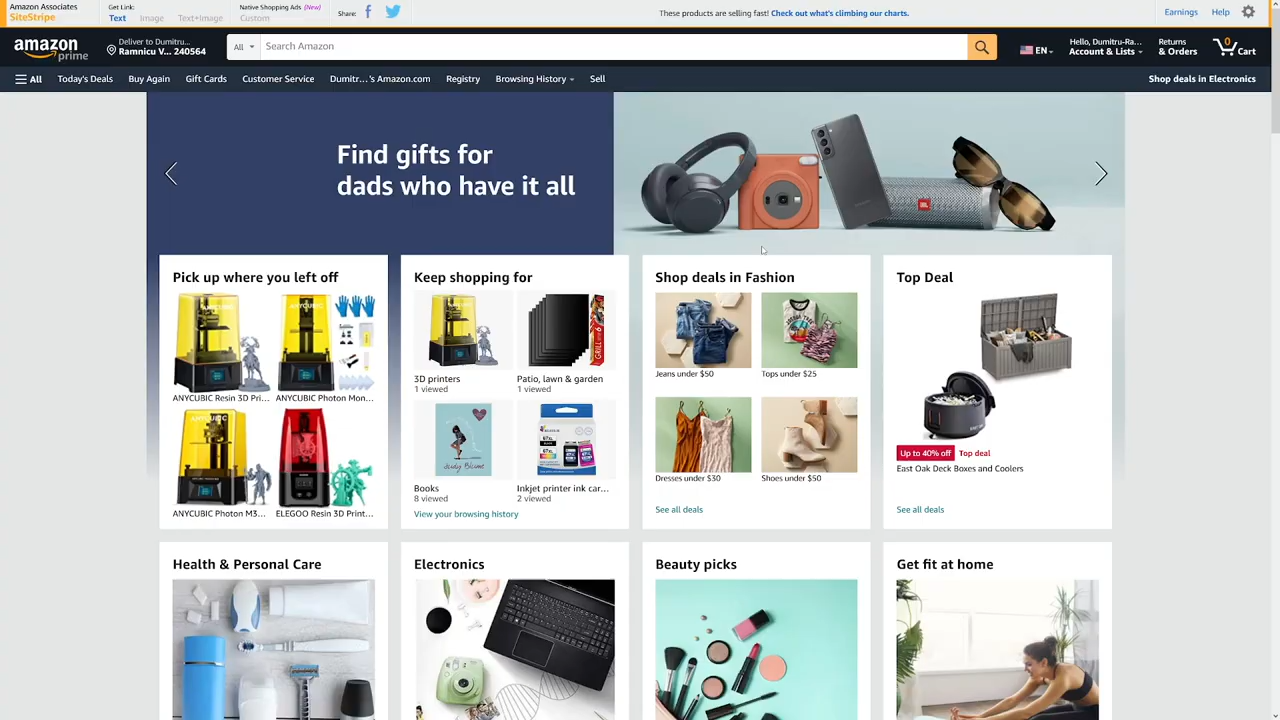 Amazon Associates
SiteStripe
Get Link:
Text
Image
Text+Image
Native Shopping Ads (New)
Custom
Share:
These products are selling fast! Check out what's climbing our charts.
Earnings
Help
amazon
prime
Deliver to Dumitru...
Ramnicu V... 240564
All
Search Amazon
EN
Hello, Dumitru-Ra...
Account & Lists
Returns
& Orders
0
Cart
All
Today's Deals
Buy Again
Gift Cards
Customer Service
Dumitr... 's Amazon.com
Registry
Browsing History
Sell
Shop deals in Electronics
Find gifts for
dads who have it all
JBL
Pick up where you left off
ANYCUBIC Resin 3D Pri...
ANYCUBIC Photon Mon...
ANYCUBIC Photon M3...
ELEGOO Resin 3D Print...
Keep shopping for
3D printers
1 viewed
Patio, lawn & garden
1 viewed
Judy Blume
Books
8 viewed
Inkjet printer ink car...
2 viewed
View your browsing history
Shop deals in Fashion
Jeans under $50
Tops under $25
Dresses under $30
Shoes under $50
See all deals
Top Deal
Up to 40% off
Top deal
East Oak Deck Boxes and Coolers
See all deals
Health & Personal Care
Electronics
Beauty picks
Get fit at home